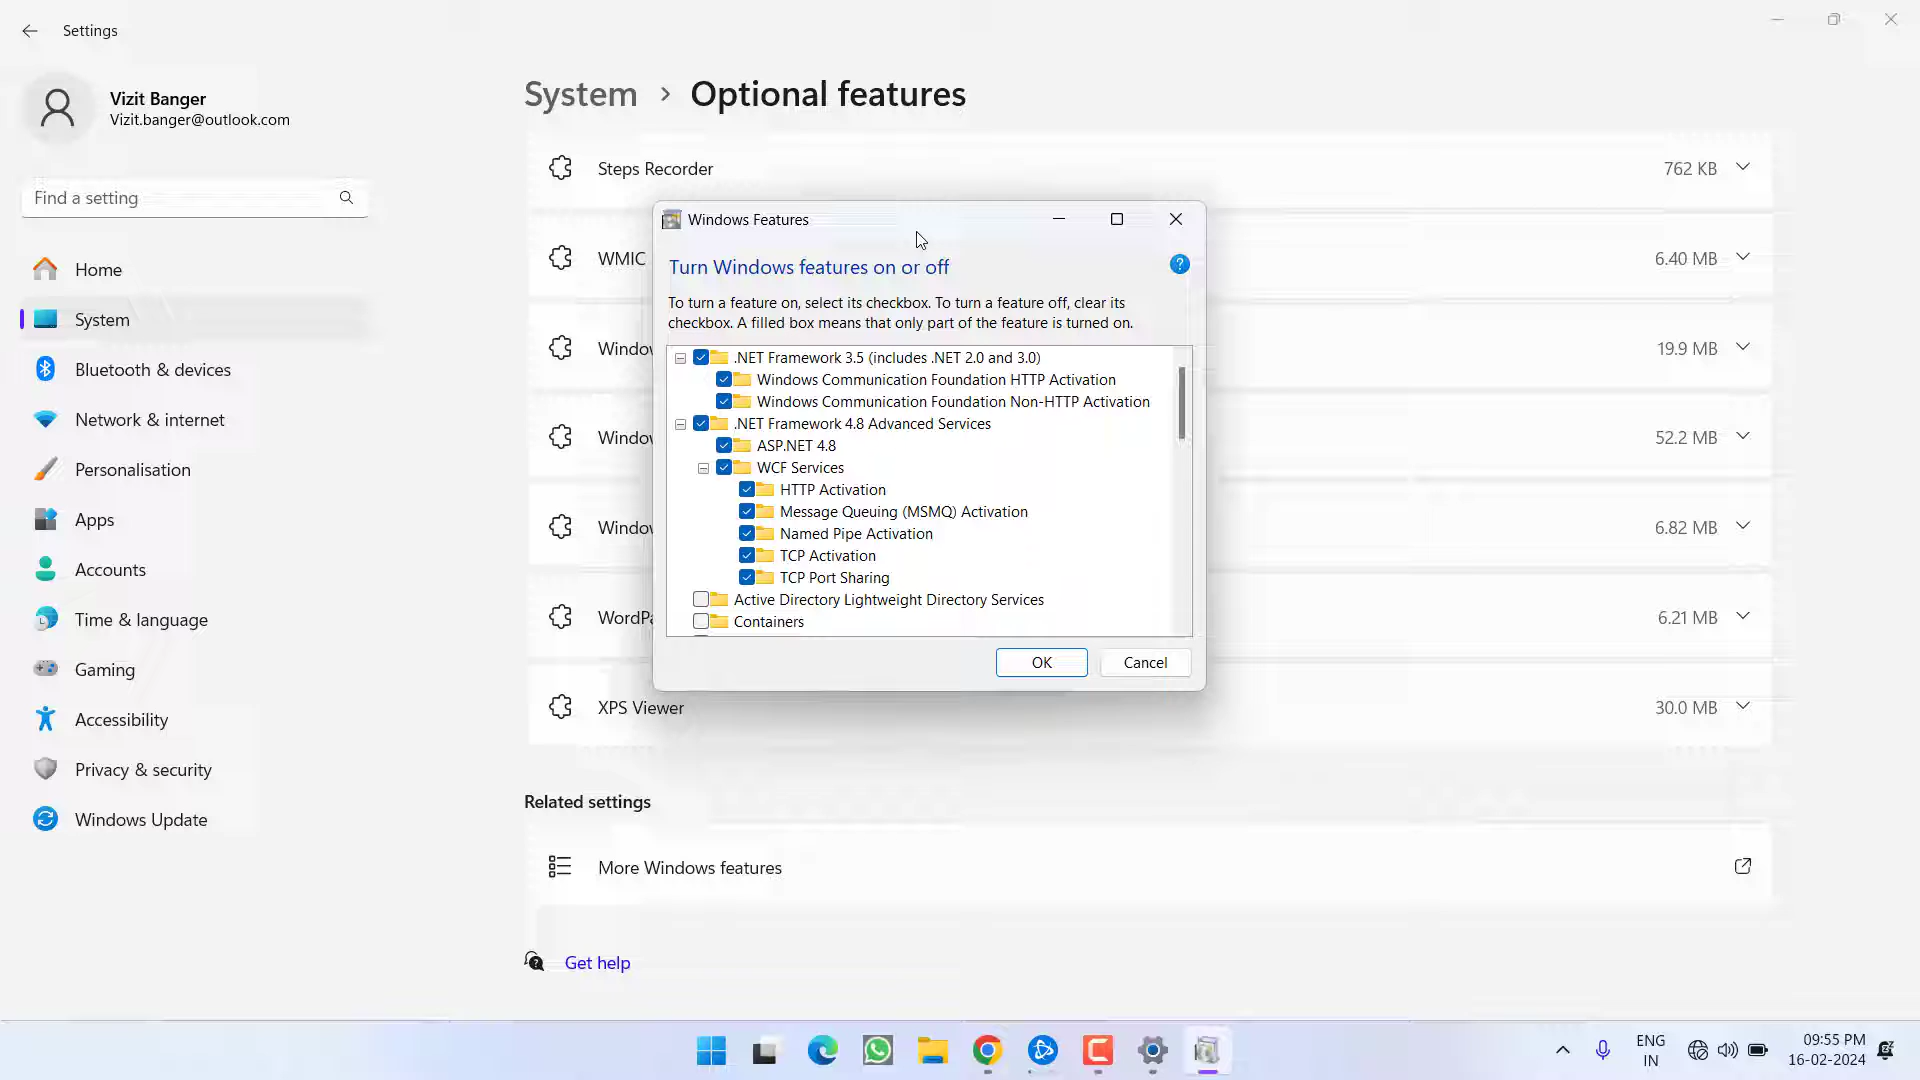 Settings
Vizit Banger
Vizit.banger@outlook.com
Find a setting
Home
System
Bluetooth & devices
Network & internet
Personalisation
Apps
Accounts
Time & language
Gaming
Accessibility
Privacy & security
Windows Update
System > Optional features
Steps Recorder 762 KB
WMIC 6.40 MB
19.9 MB
52.2 MB
6.82 MB
6.21 MB
XPS Viewer 30.0 MB
Windows Features
Turn Windows features on or off
To turn a feature on, select its checkbox. To turn a feature off, clear its
checkbox. A filled box means that only part of the feature is turned on.
.NET Framework 3.5 (includes .NET 2.0 and 3.0)
Windows Communication Foundation HTTP Activation
Windows Communication Foundation Non-HTTP Activation
.NET Framework 4.8 Advanced Services
ASP.NET 4.8
WCF Services
HTTP Activation
Message Queuing (MSMQ) Activation
Named Pipe Activation
TCP Activation
TCP Port Sharing
Active Directory Lightweight Directory Services
Containers
OK Cancel
Related settings
More Windows features
Get help
ENG
IN
09:55 PM
16-02-2024